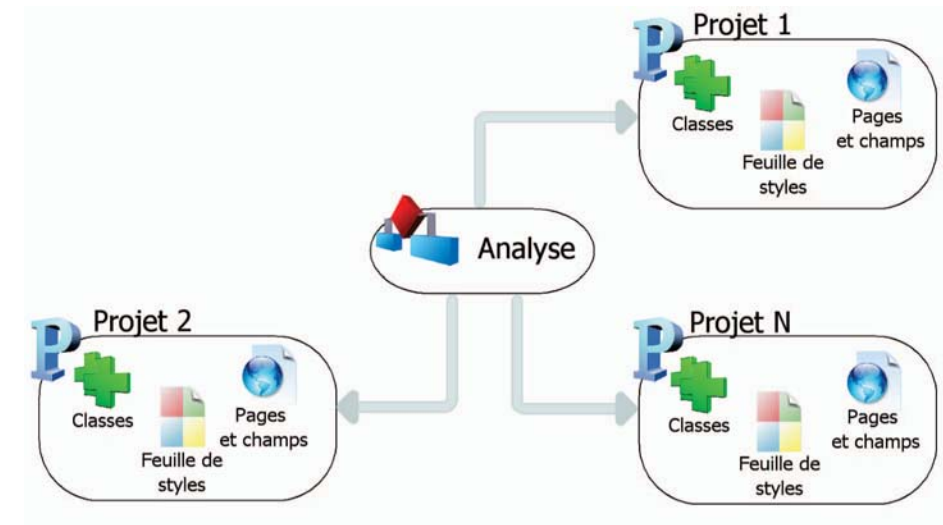 Projet 1
Classes
Feuille de
styles
Pages
et champs
Analyse
Projet 2
Classes
Feuille de
styles
Pages
et champs
Projet N
Classes
Feuille de
styles
Pages
et champs